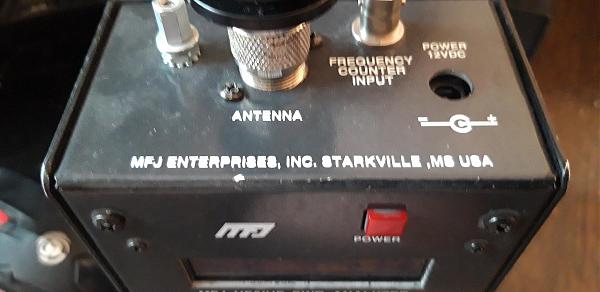 FREQUENCY
COUNTER
INPUT
POWER
12VDC
ANTENNA
- C +
MFJ ENTERPRISES, INC. STARKVILLE ,MS USA
MFJ
POWER